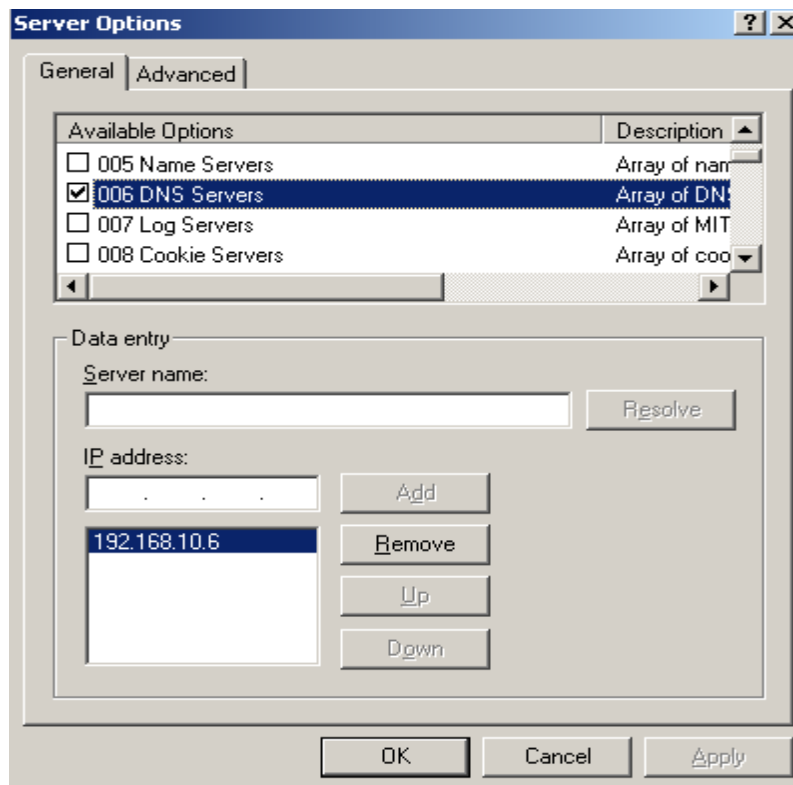 Server Options
General Advanced
Available Options Description
005 Name Servers Array of nam
006 DNS Servers Array of DNS
007 Log Servers Array of MIT
008 Cookie Servers Array of coo
Data entry
Server name:
Resolve
IP address:
. . . Add
192.168.10.6 Remove
Up
Down
OK Cancel Apply